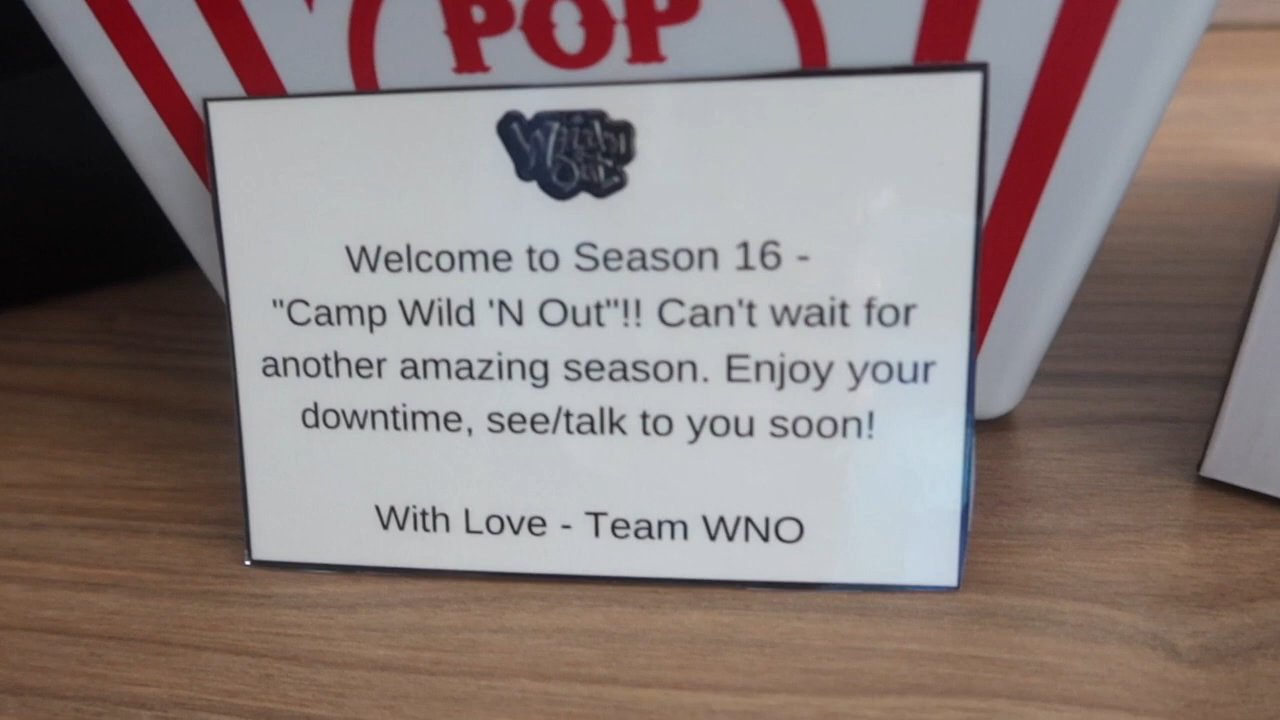 POP
Wild 'N Out
Welcome to Season 16 -
"Camp Wild 'N Out"!! Can't wait for
another amazing season. Enjoy your
downtime, see/talk to you soon!
With Love - Team WNO